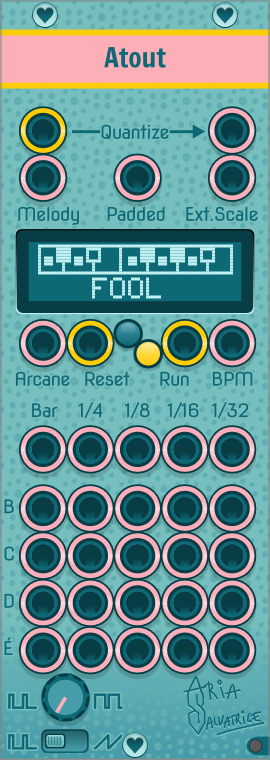 Atout
Quantize
Melody Padded Ext.Scale
FOOL
Arcane Reset Run BPM
Bar 1/4 1/8 1/16 1/32
B
C
D
É
ARIA
SALVATRICE